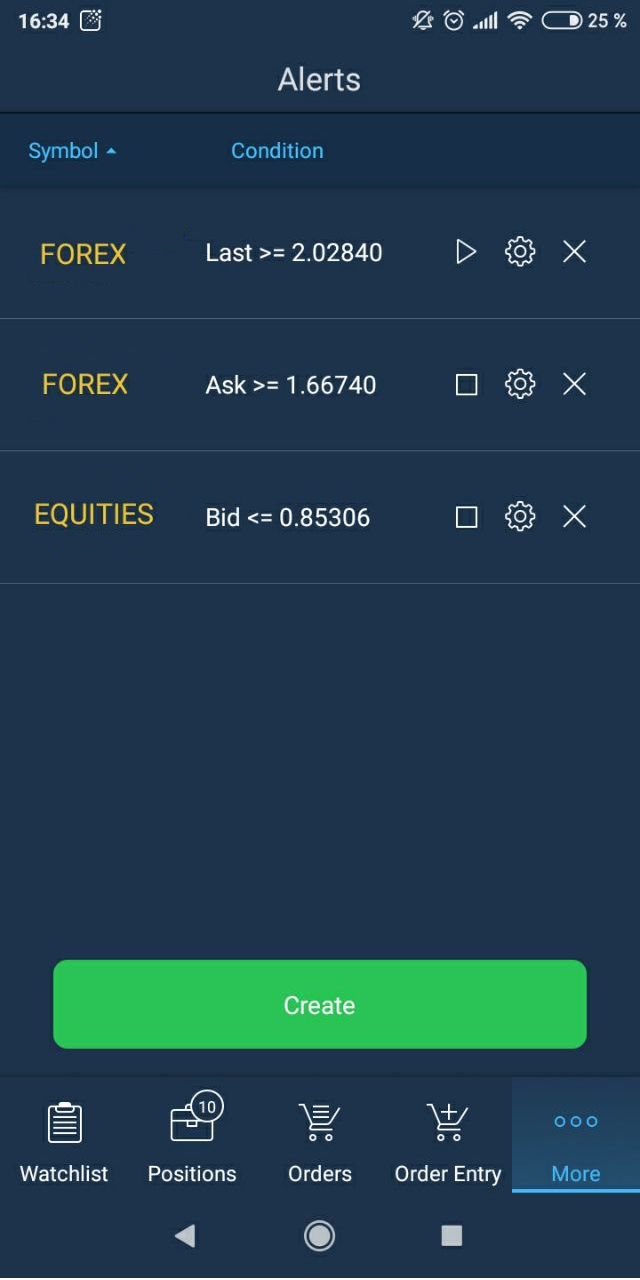 16:34 25 %
Alerts
Symbol Condition
FOREX Last >= 2.02840
FOREX Ask >= 1.66740
EQUITIES Bid <= 0.85306
Create
10
Watchlist Positions Orders Order Entry More